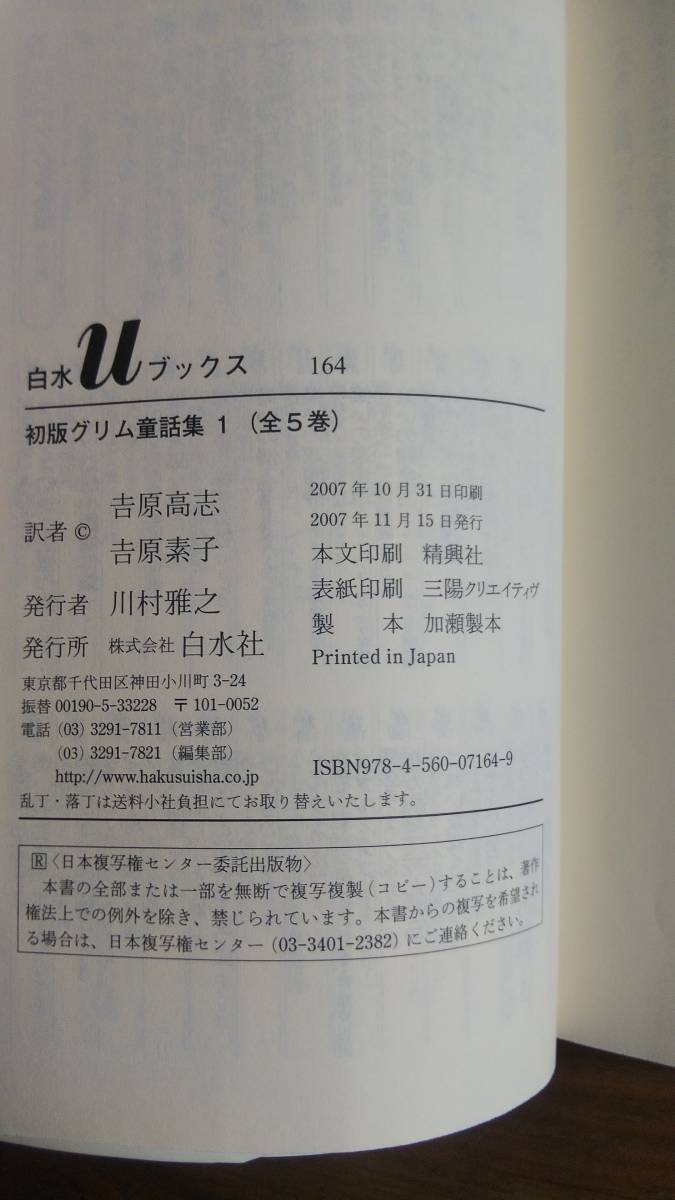 白水uブックス 164
初版グリム童話集 1 (全5巻)
訳者 © 𠮷原高志
𠮷原素子
発行者 川村雅之
発行所 株式会社 白水社
東京都千代田区神田小川町 3-24
振替 00190-5-33228 〒101-0052
電話 (03) 3291-7811 (営業部)
(03) 3291-7821 (編集部)
http://www.hakusuisha.co.jp
2007年10月31日印刷
2007年11月15日発行
本文印刷 精興社
表紙印刷 三陽クリエイティヴ
製本 加瀬製本
Printed in Japan
ISBN978-4-560-07164-9
乱丁・落丁は送料小社負担にてお取り替えいたします。
Ⓡ〈日本複写権センター委託出版物〉
本書の全部または一部を無断で複写複製(コピー)することは、著作
権法上での例外を除き、禁じられています。本書からの複写を希望され
る場合は、日本複写権センター (03-3401-2382) にご連絡ください。